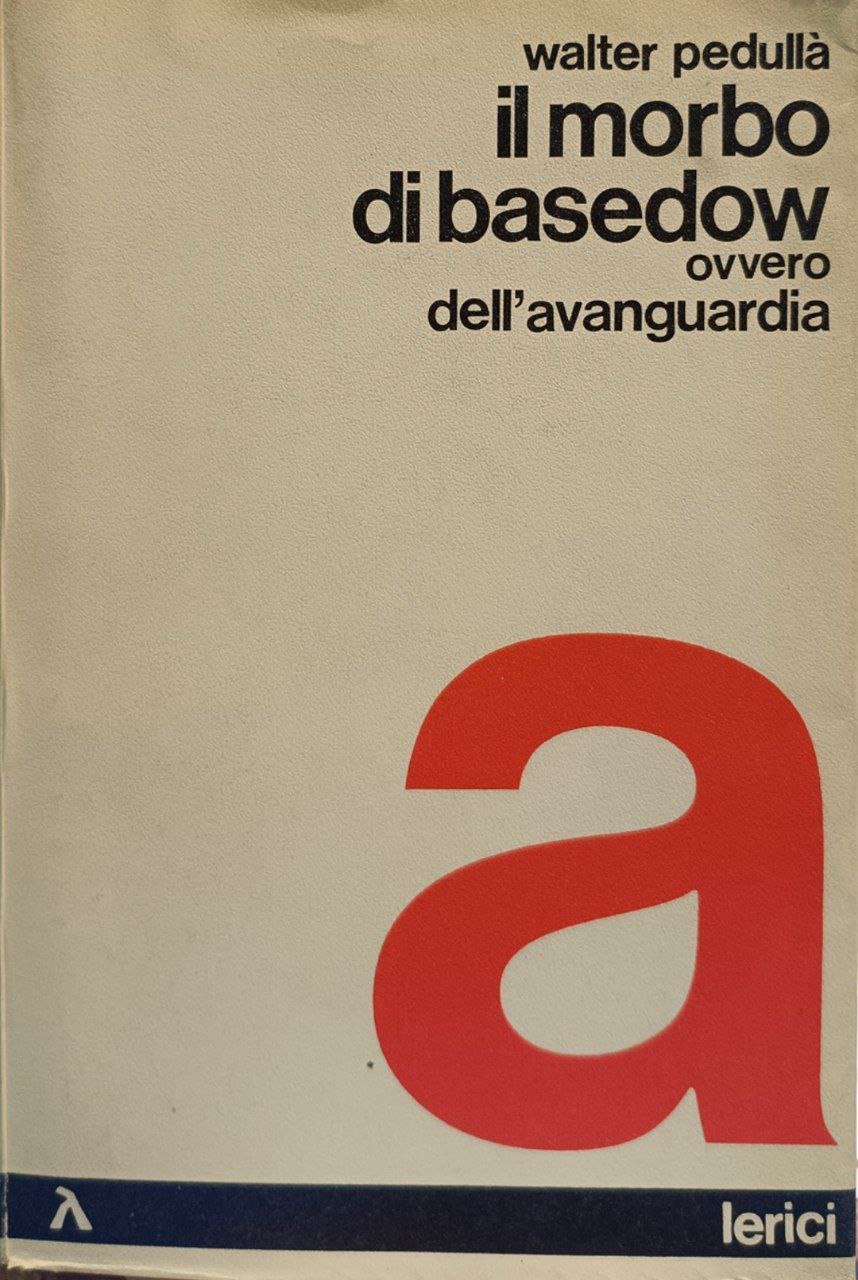 walter pedullà
il morbo
di basedow
ovvero
dell'avanguardia
a
λ lerici